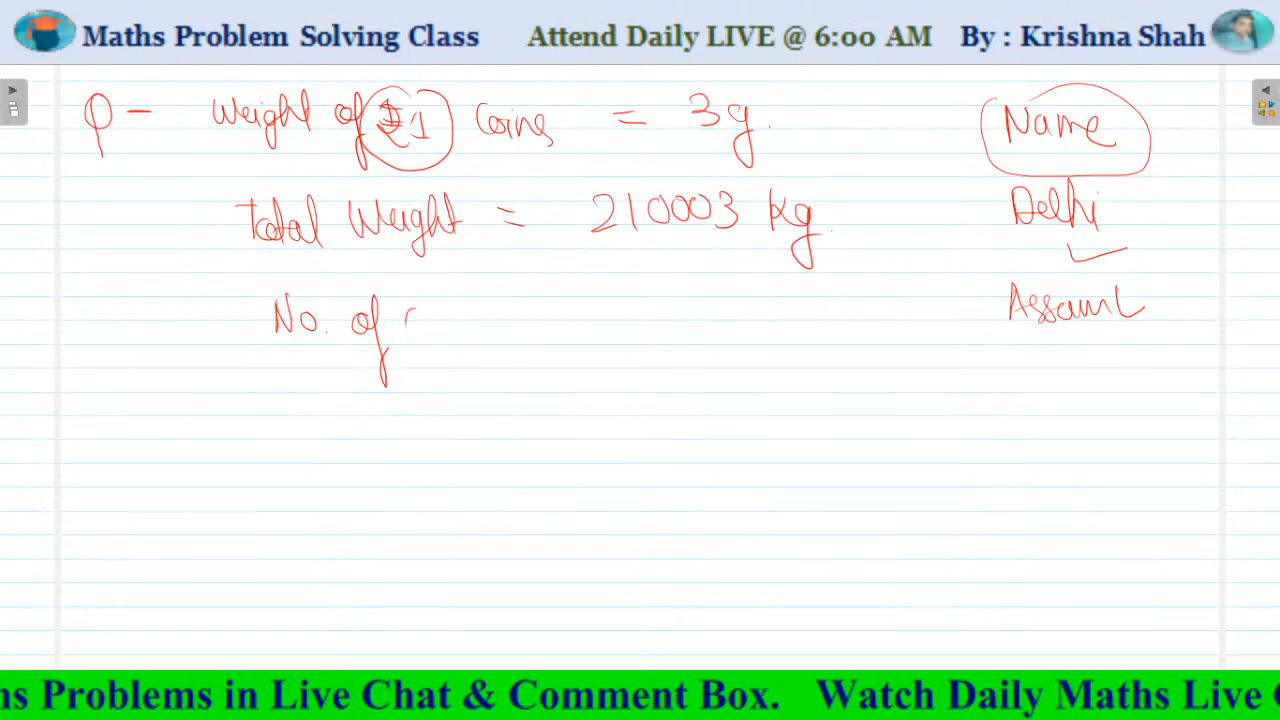 Maths Problem Solving Class Attend Daily LIVE @ 6:00 AM By : Krishna Shah
Q- Weight of ₹1 coins = 3g.
Total Weight = 210003 kg.
No. of
Name
Delhi
Assam
ns Problems in Live Chat & Comment Box. Watch Daily Maths Live